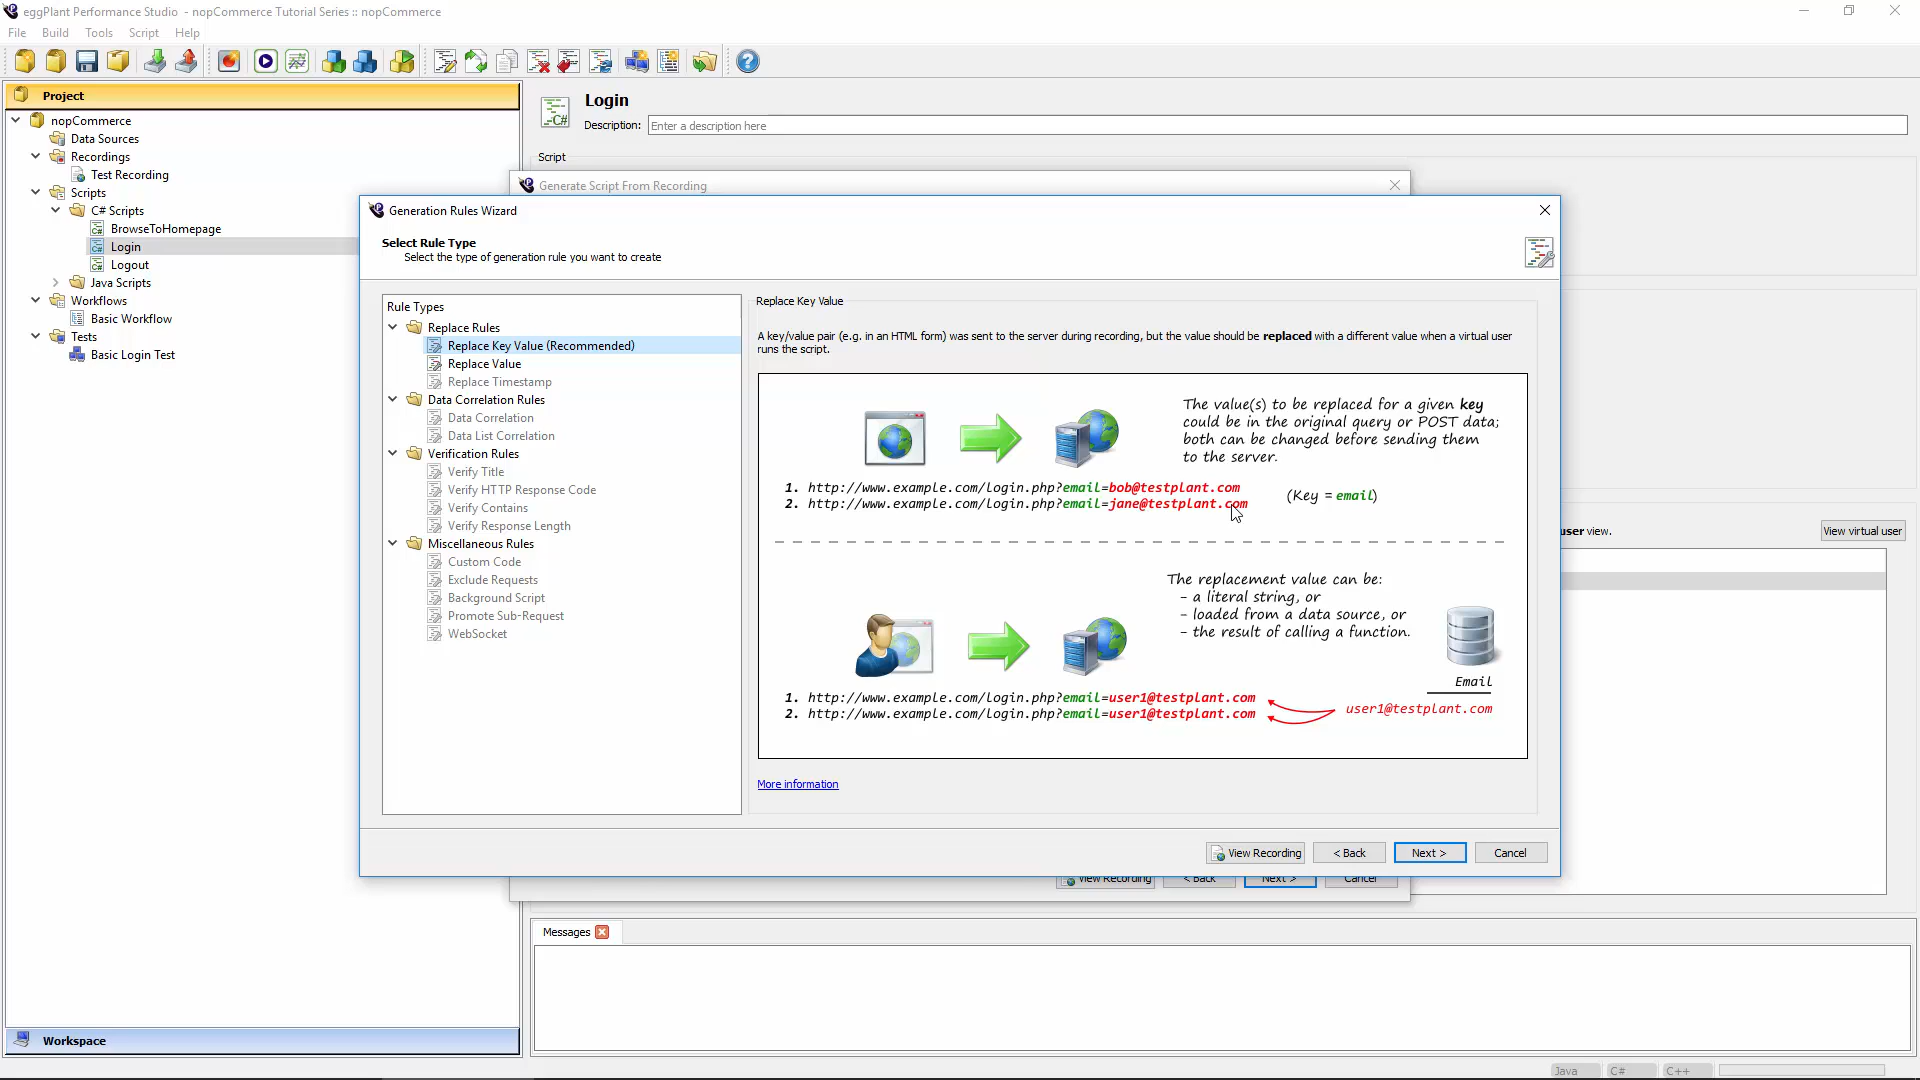 eggPlant Performance Studio - nopCommerce Tutorial Series :: nopCommerce
File Build Tools Script Help
Project
nopCommerce
Data Sources
Recordings
Test Recording
Scripts
C# Scripts
BrowseToHomepage
Login
Logout
Java Scripts
Workflows
Basic Workflow
Tests
Basic Login Test
Workspace
Login
Description: Enter a description here
Script
Generate Script From Recording
Generation Rules Wizard
Select Rule Type
Select the type of generation rule you want to create
Rule Types
Replace Rules
Replace Key Value (Recommended)
Replace Value
Replace Timestamp
Data Correlation Rules
Data Correlation
Data List Correlation
Verification Rules
Verify Title
Verify HTTP Response Code
Verify Contains
Verify Response Length
Miscellaneous Rules
Custom Code
Exclude Requests
Background Script
Promote Sub-Request
WebSocket
Replace Key Value
A key/value pair (e.g. in an HTML form) was sent to the server during recording, but the value should be replaced with a different value when a virtual user
runs the script.
The value(s) to be replaced for a given key
could be in the original query or POST data;
both can be changed before sending them
to the server.
1. http://www.example.com/login.php?email=bob@testplant.com
2. http://www.example.com/login.php?email=jane@testplant.com
(Key = email)
The replacement value can be:
- a literal string, or
- loaded from a data source, or
- the result of calling a function.
Email
user1@testplant.com
1. http://www.example.com/login.php?email=user1@testplant.com
2. http://www.example.com/login.php?email=user1@testplant.com
More information
View Recording < Back Next > Cancel
View Recording < Back Next > Cancel
user view.
View virtual user
Messages
Java C# C++